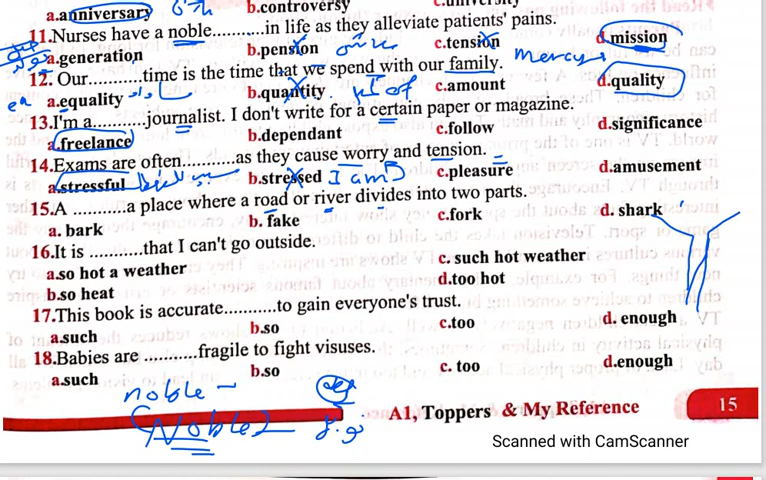 a.anniversary b.controversy
11.Nurses have a noble..........in life as they alleviate patients' pains.
a.generation b.pension c.tension d.mission
mercy
12. Our..........time is the time that we spend with our family.
a.equality b.quantity. c.amount d.quality
13.I'm a..........journalist. I don't write for a certain paper or magazine.
a.freelance b.dependant c.follow d.significance
14.Exams are often..........as they cause worry and tension.
a.stressful b.stressed I am c.pleasure d.amusement
15.A ..........a place where a road or river divides into two parts.
a. bark b. fake c.fork d. shark
16.It is ..........that I can't go outside.
a.so hot a weather c. such hot weather
b.so heat d.too hot
17.This book is accurate..........to gain everyone's trust.
a.such b.so c.too d. enough
18.Babies are ..........fragile to fight visuses.
a.such b.so c. too d.enough
noble
Noble
A1, Toppers & My Reference 15
Scanned with CamScanner